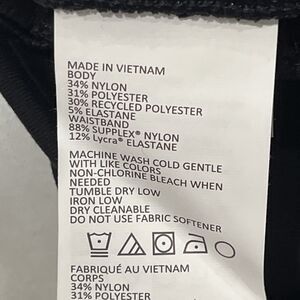 MADE IN VIETNAM
BODY
34% NYLON
31% POLYESTER
30% RECYCLED POLYESTER
5% ELASTANE
WAISTBAND
88% SUPPLEX® NYLON
12% Lycra® ELASTANE
MACHINE WASH COLD GENTLE
WITH LIKE COLORS
NON-CHLORINE BLEACH WHEN
NEEDED
TUMBLE DRY LOW
IRON LOW
DRY CLEANABLE
DO NOT USE FABRIC SOFTENER
FABRIQUÉ AU VIETNAM
CORPS
34% NYLON
31% POLYESTER